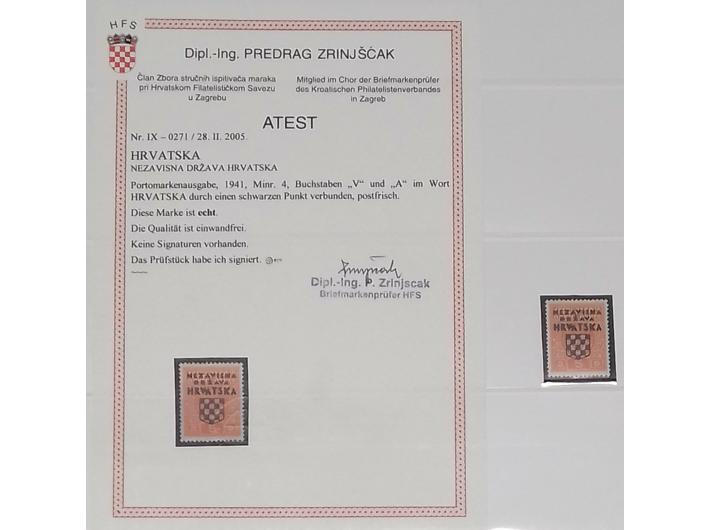 HFS
Dipl.-Ing. PREDRAG ZRINJŠĆAK
Član Zbora stručnih ispitivača maraka
pri Hrvatskom Filatelističkom Savezu
u Zagrebu
Mitglied im Chor der Briefmarkenprüfer
des Kroatischen Philatelistenverbandes
in Zagreb
ATEST
Nr. IX – 0271 / 28. II. 2005.
HRVATSKA
NEZAVISNA DRŽAVA HRVATSKA
Portomarkenausgabe, 1941, Minr. 4, Buchstaben „V“ und „A“ im Wort
HRVATSKA durch einen schwarzen Punkt verbunden, postfrisch.
Diese Marke ist echt.
Die Qualität ist einwandfrei.
Keine Signaturen vorhanden.
Das Prüfstück habe ich signiert.
Dipl.-Ing. P. Zrinjscak
Briefmarkenprüfer HFS
NEZAVISNA
DRŽAVA
HRVATSKA
NEZAVISNA
DRŽAVA
HRVATSKA